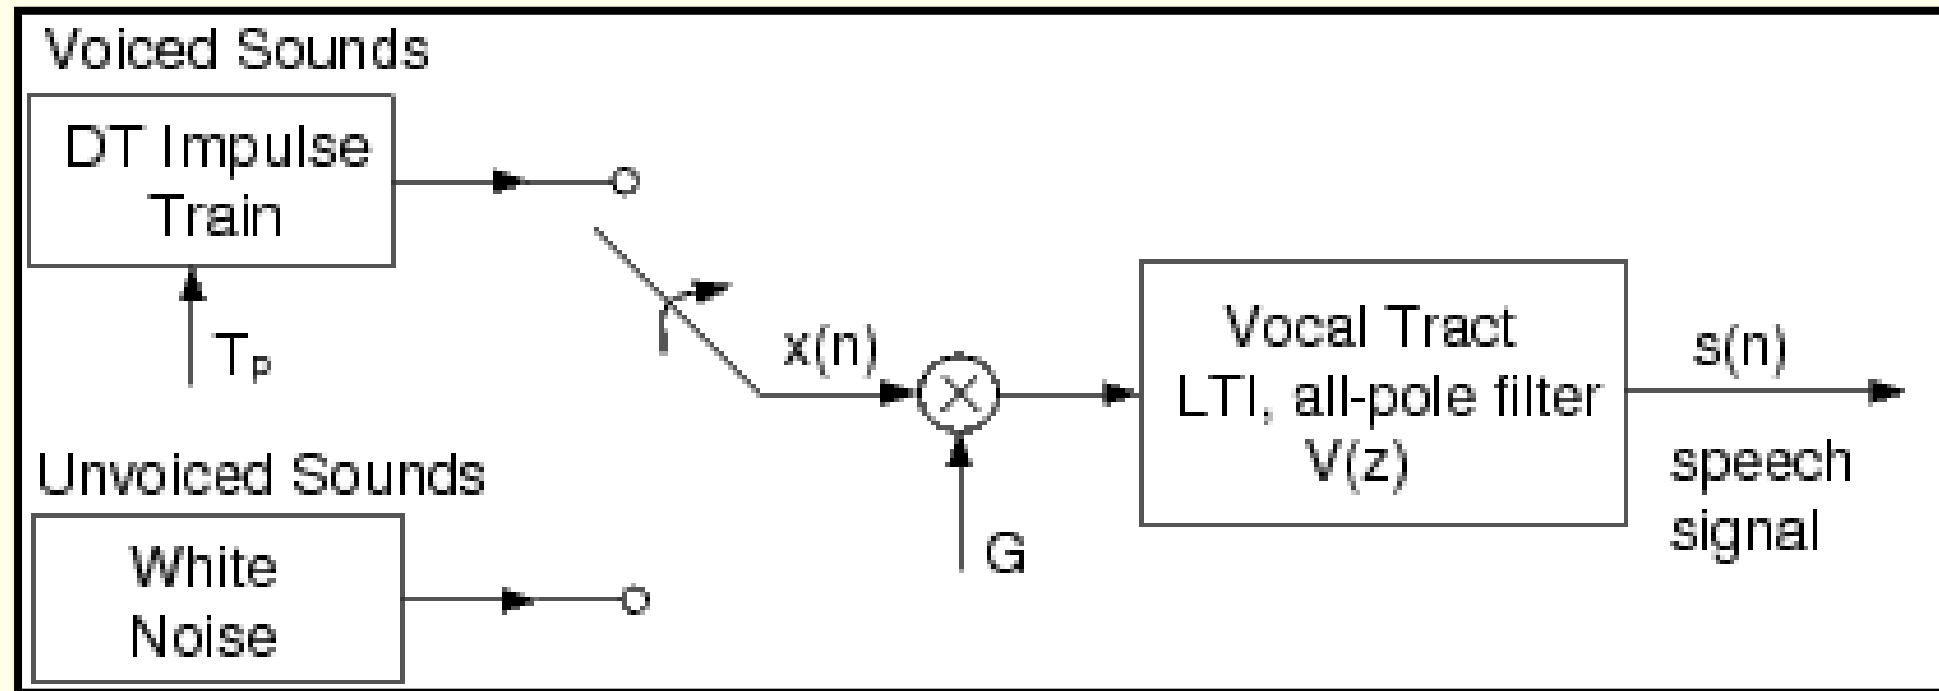 Voiced Sounds
DT Impulse
Train
Tp
x(n)
G
Vocal Tract
LTI, all-pole filter
V(z)
s(n)
speech
signal
Unvoiced Sounds
White
Noise